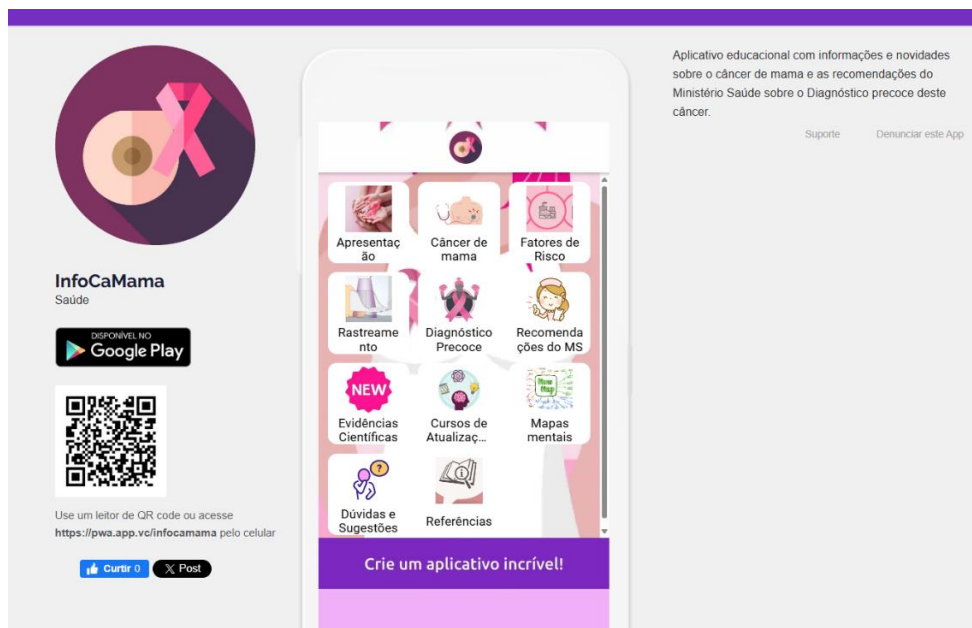 InfoCaMama
Saúde
DISPONÍVEL NO
Google Play
Use um leitor de QR code ou acesse
https://pwa.app.vc/infocamama pelo celular
Curtir 0
Post
Apresentaç
ão
Câncer de
mama
Fatores de
Risco
Rastreame
nto
Diagnóstico
Precoce
Recomenda
ções do MS
NEW
Evidências
Científicas
Cursos de
Atualizaç...
Mapas
mentais
Dúvidas e
Sugestões
Referências
Crie um aplicativo incrível!
Aplicativo educacional com informações e novidades
sobre o câncer de mama e as recomendações do
Ministério Saúde sobre o Diagnóstico precoce deste
câncer.
Suporte
Denunciar este App